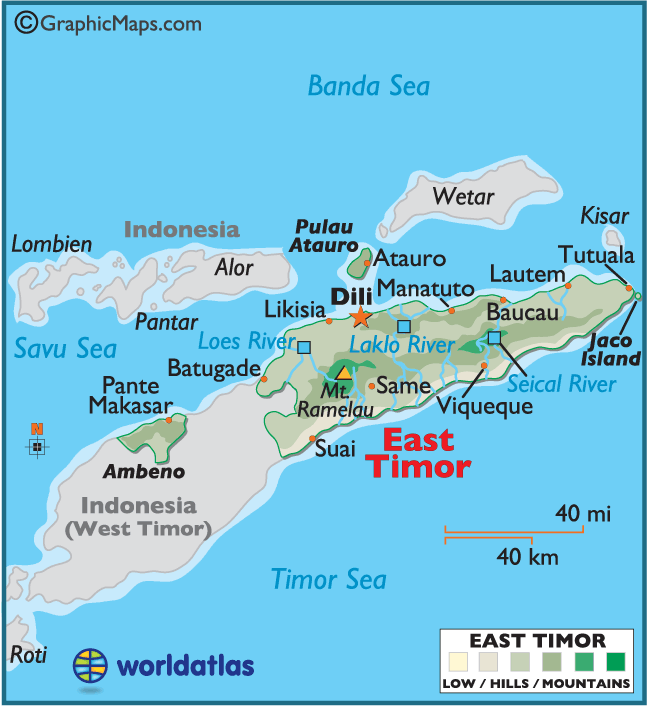 ©GraphicMaps.com
Banda Sea
Wetar
Kisar
Pulau
Atauro
Indonesia
Lombien
Alor
Atauro
Tutuala
Lautem
Manatuto
Dili
Baucau
Likisia
Pantar
Loes River
Laklo River
Jaco
Island
Savu Sea
Batugade
Seical River
Pante
Makasar
Mt.
Ramelau
Same
Viqueque
N
Suai
East
Timor
Ambeno
Indonesia
(West Timor)
40 mi
40 km
Timor Sea
Roti
worldatlas
EAST TIMOR
LOW / HILLS / MOUNTAINS